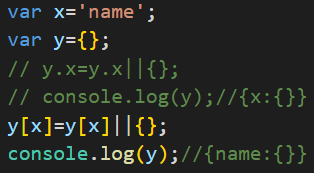 var x='name';
var y={};
// y.x=y.x||{};
// console.log(y);//{x:{}}
y[x]=y[x]||{};
console.log(y);//{name:{}}